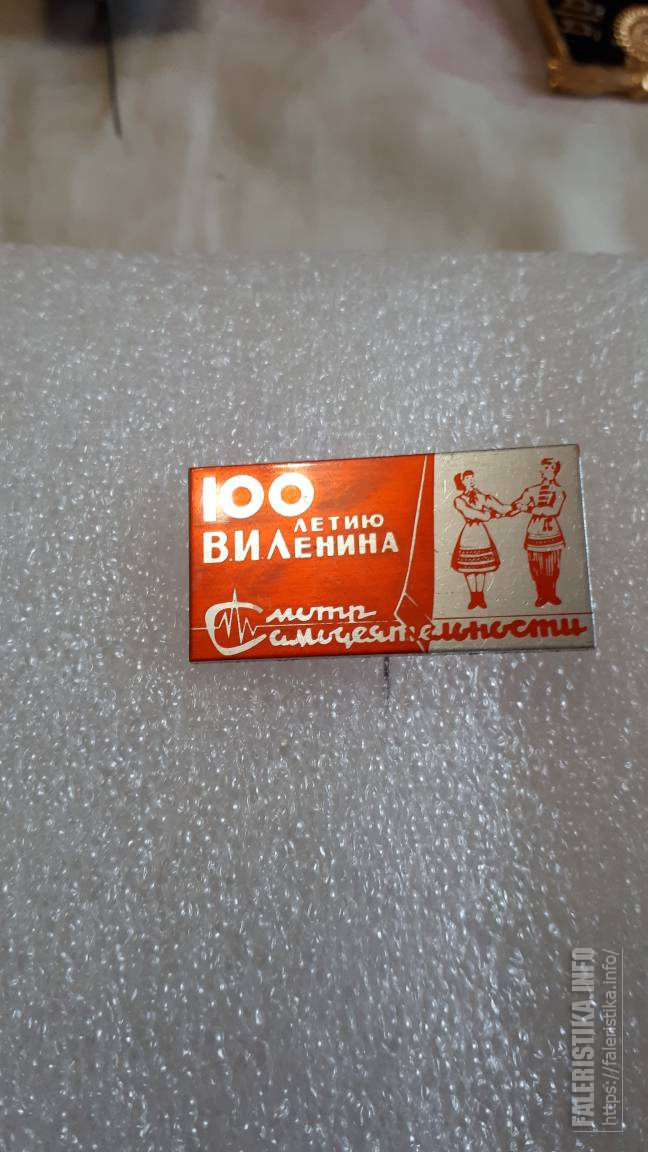 100
ЛЕТИЮ
В.И.ЛЕНИНА
Смотр
самодеятельности
FALERISTIKA.INFO
https://faleristika.info/